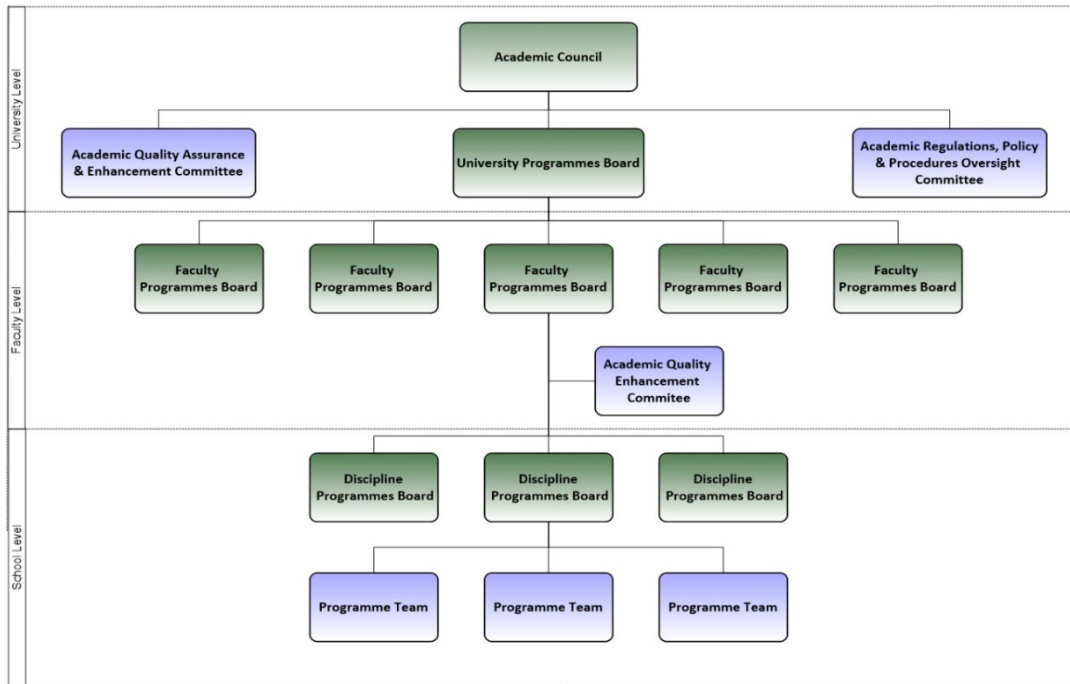 University Level
Academic Council
Academic Quality Assurance
& Enhancement Committee
University Programmes Board
Academic Regulations, Policy
& Procedures Oversight
Committee
Faculty Level
Faculty
Programmes Board
Faculty
Programmes Board
Faculty
Programmes Board
Faculty
Programmes Board
Faculty
Programmes Board
Academic Quality
Enhancement
Commitee
School Level
Discipline
Programmes Board
Discipline
Programmes Board
Discipline
Programmes Board
Programme Team
Programme Team
Programme Team